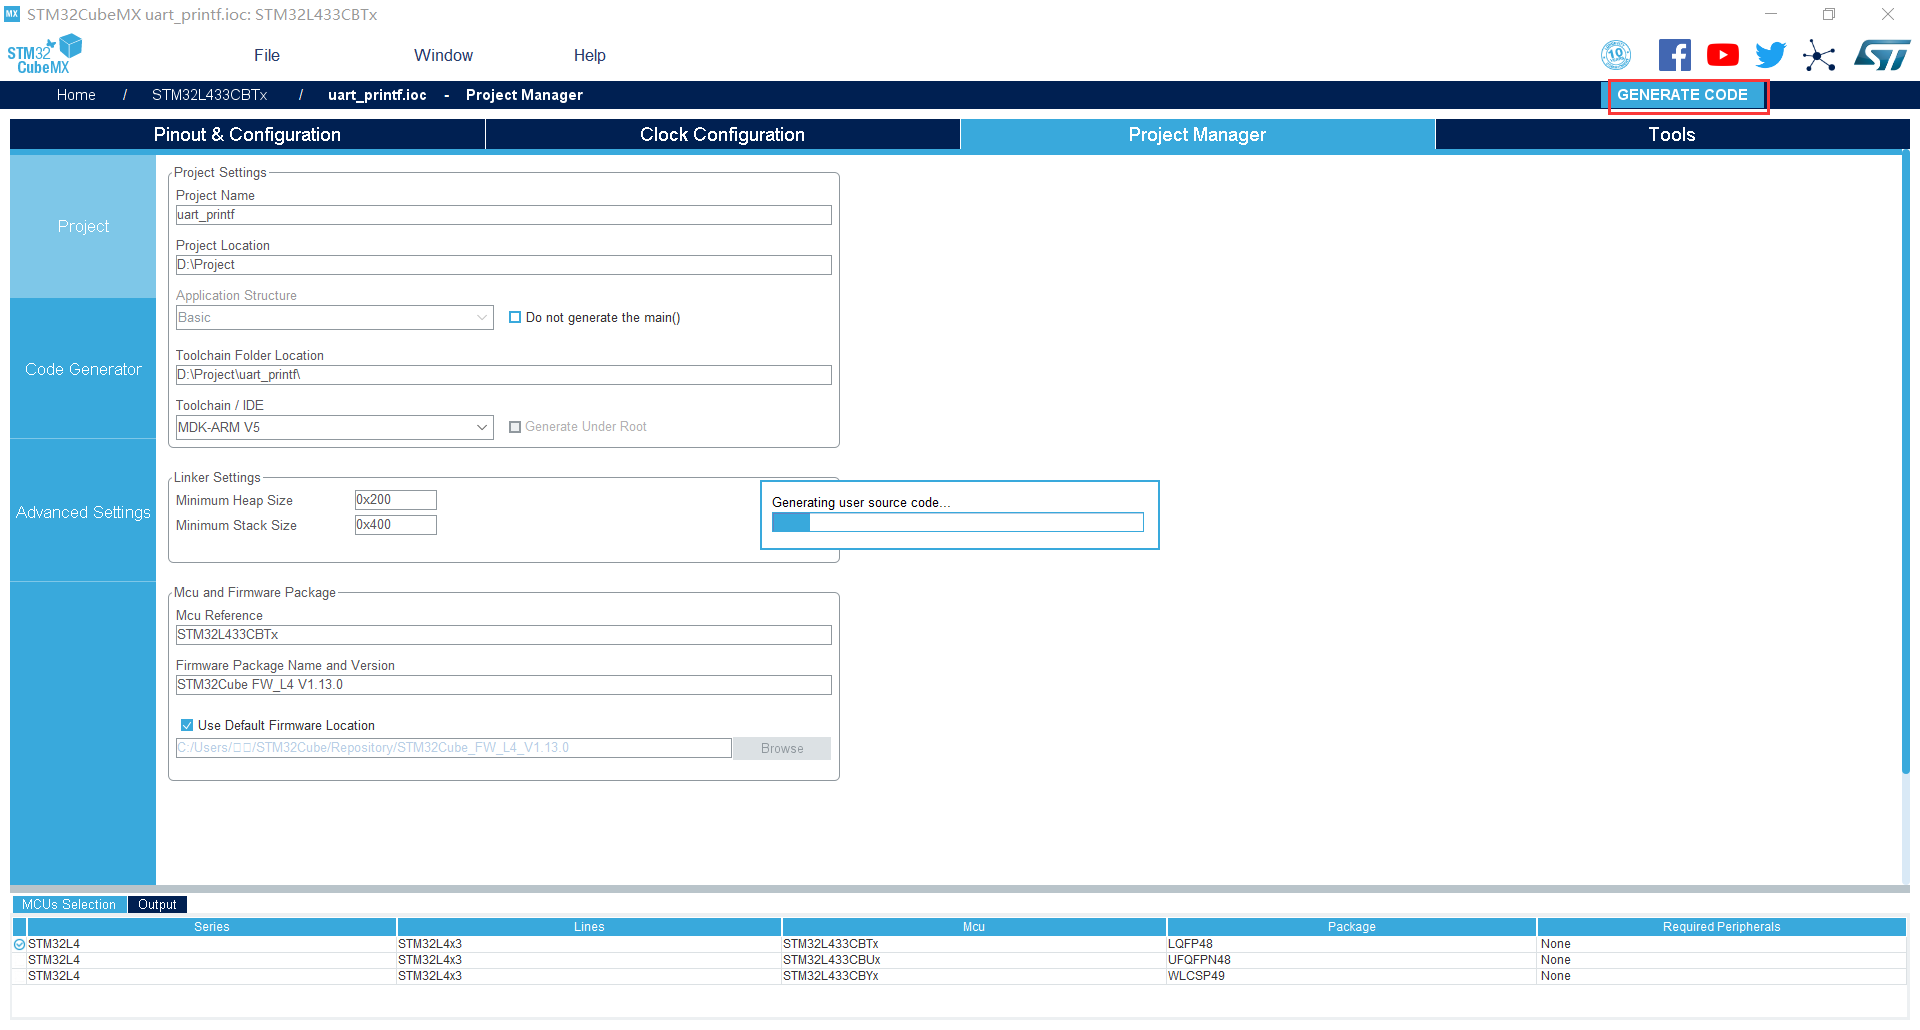 MX STM32CubeMX uart_printf.ioc: STM32L433CBTx
STM32 CubeMX
File Window Help
10
Home / STM32L433CBTx / uart_printf.ioc - Project Manager GENERATE CODE
Pinout & Configuration Clock Configuration Project Manager Tools
Project
Code Generator
Advanced Settings
Project Settings
Project Name
uart_printf
Project Location
D:\Project
Application Structure
Basic Do not generate the main()
Toolchain Folder Location
D:\Project\uart_printf\
Toolchain / IDE
MDK-ARM V5 Generate Under Root
Linker Settings
Minimum Heap Size 0x200
Minimum Stack Size 0x400
Generating user source code...
Mcu and Firmware Package
Mcu Reference
STM32L433CBTx
Firmware Package Name and Version
STM32Cube FW_L4 V1.13.0
Use Default Firmware Location
C:/Users/□□/STM32Cube/Repository/STM32Cube_FW_L4_V1.13.0 Browse
MCUs Selection Output
Series Lines Mcu Package Required Peripherals
STM32L4 STM32L4x3 STM32L433CBTx LQFP48 None
STM32L4 STM32L4x3 STM32L433CBUx UFQFPN48 None
STM32L4 STM32L4x3 STM32L433CBYx WLCSP49 None